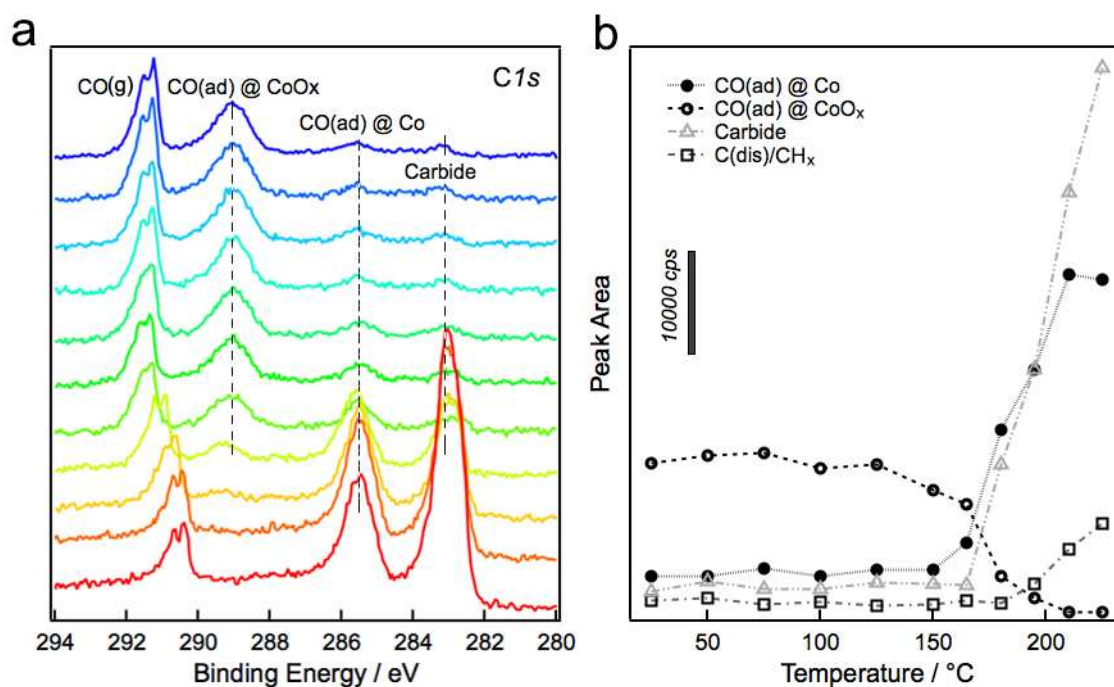 a
CO(g)
CO(ad) @ CoOx
C1s
CO(ad) @ Co
Carbide
294
292
290
288
286
284
282
280
Binding Energy / eV
b
CO(ad) @ Co
CO(ad) @ CoOx
Carbide
C(dis)/CHx
10000 cps
Peak Area
50
100
150
200
Temperature / °C